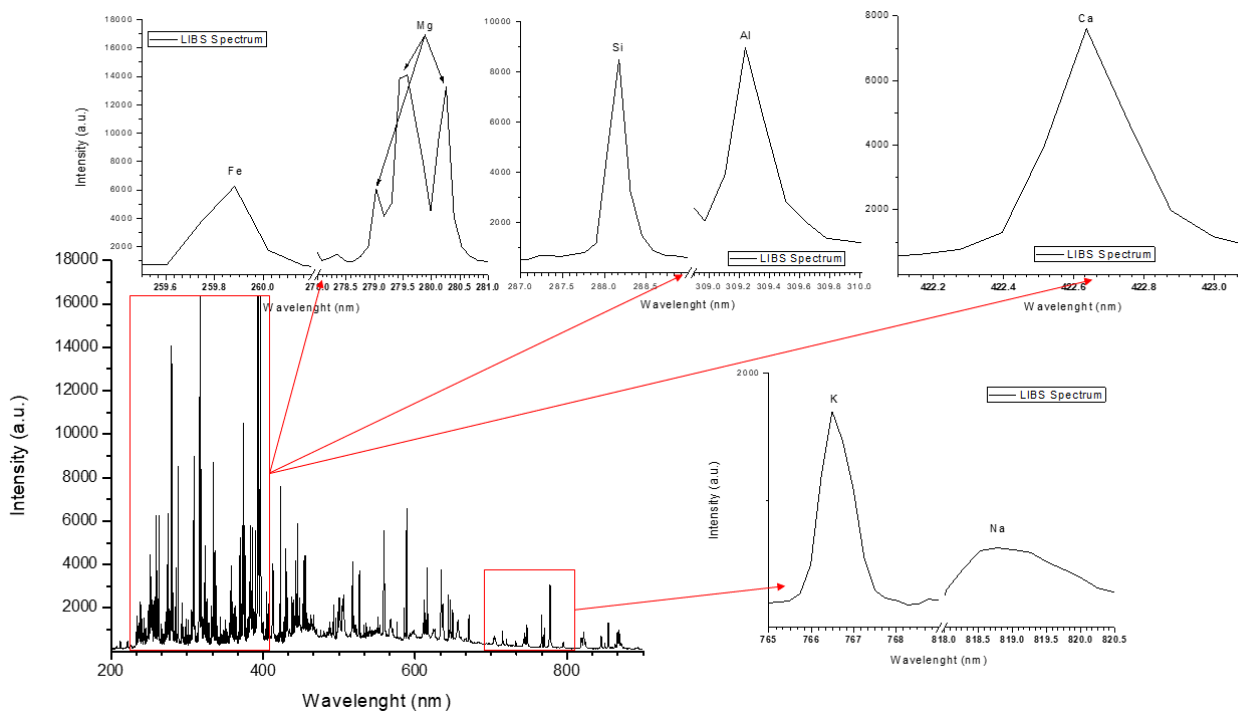 18000
16000
14000
12000
10000
8000
6000
4000
2000
Intensity (a.u.)
LIBS Spectrum
Fe
Mg
259.6 259.8 260.0 278.5 279.0 279.5 280.0 280.5 281.0
Wavelenght (nm)
10000
8000
6000
4000
2000
0
Si
Al
LIBS Spectrum
287.0 287.5 288.0 288.5 309.0 309.2 309.4 309.6 309.8 310.0
Wavelenght (nm)
8000
6000
4000
2000
Ca
LIBS Spectrum
422.2 422.4 422.6 422.8 423.0
Wavelenght (nm)
18000
16000
14000
12000
10000
8000
6000
4000
2000
Intensity (a.u.)
200 400 600 800
Wavelenght (nm)
2000
Intensity (a.u.)
K
Na
LIBS Spectrum
765 766 767 768 818.0 818.5 819.0 819.5 820.0 820.5
Wavelenght (nm)